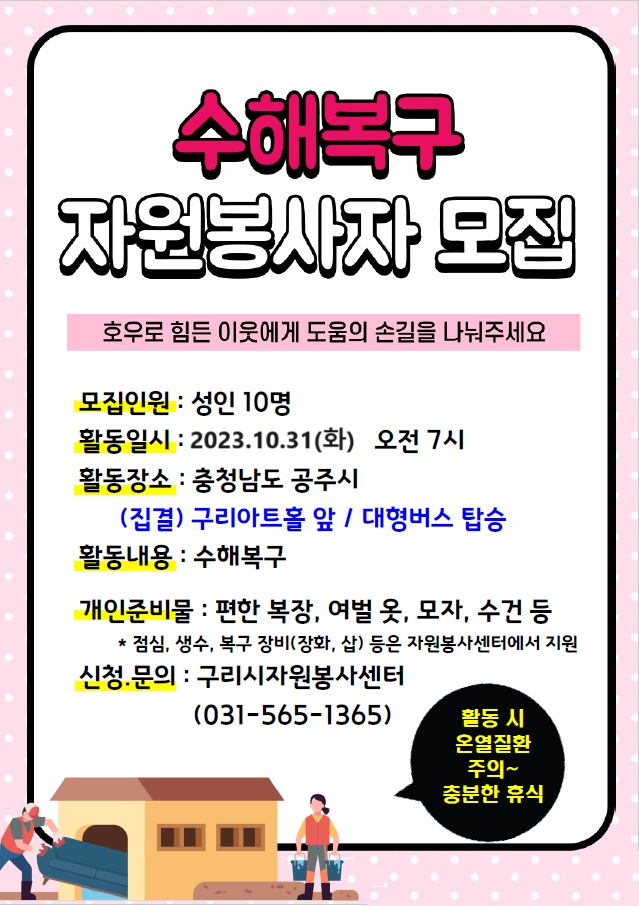 수해복구
자원봉사자 모집
호우로 힘든 이웃에게 도움의 손길을 나눠주세요
모집인원 : 성인 10명
활동일시 : 2023.10.31(화) 오전 7시
활동장소 : 충청남도 공주시
(집결) 구리아트홀 앞 / 대형버스 탑승
활동내용 : 수해복구
개인준비물 : 편한 복장, 여벌 옷, 모자, 수건 등
* 점심, 생수, 복구 장비(장화, 삽) 등은 자원봉사센터에서 지원
신청.문의 : 구리시자원봉사센터
(031-565-1365)
활동 시
온열질환
주의~
충분한 휴식